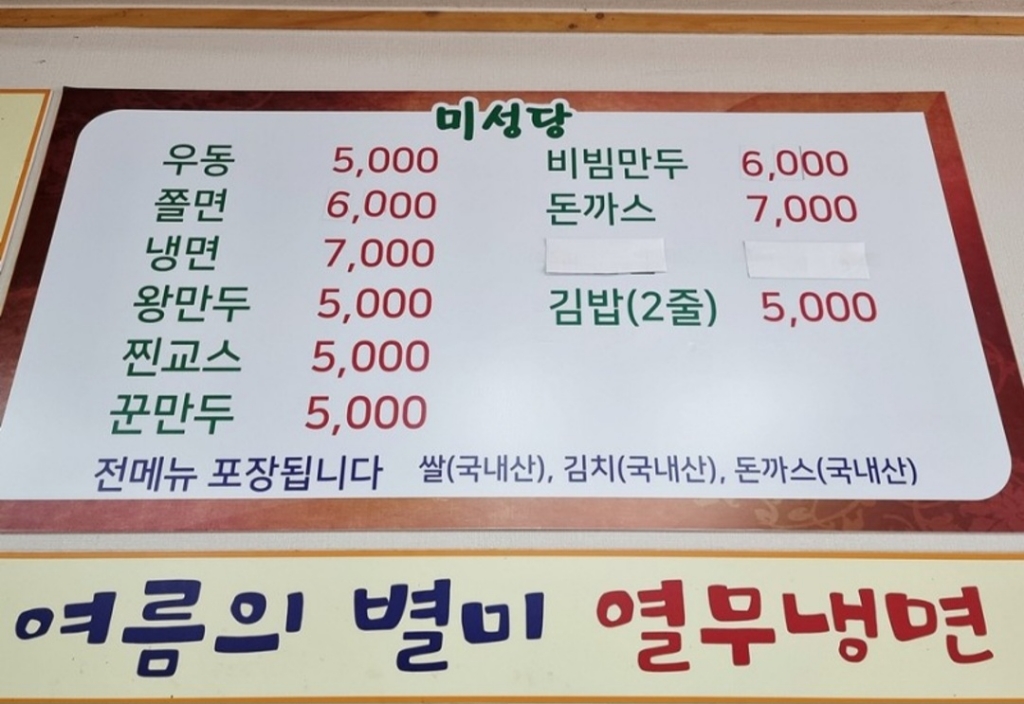 미성당
우동 5,000
쫄면 6,000
냉면 7,000
왕만두 5,000
찐교스 5,000
꾼만두 5,000
비빔만두 6,000
돈까스 7,000
김밥(2줄) 5,000
전메뉴 포장됩니다 쌀(국내산), 김치(국내산), 돈까스(국내산)
여름의 별미 열무냉면